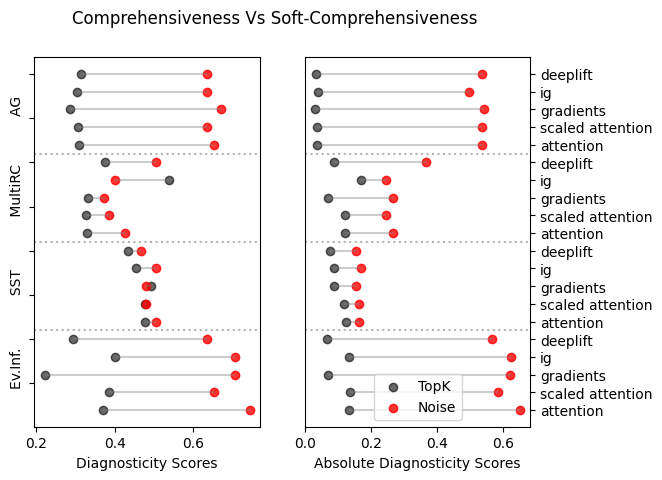 Comprehensiveness Vs Soft-Comprehensiveness
AG
MultiRC
SST
Ev.Inf.
0.2 0.4 0.6
Diagnosticity Scores
deeplift
ig
gradients
scaled attention
attention
deeplift
ig
gradients
scaled attention
attention
deeplift
ig
gradients
scaled attention
attention
deeplift
ig
gradients
scaled attention
attention
TopK
Noise
0.0 0.2 0.4 0.6
Absolute Diagnosticity Scores